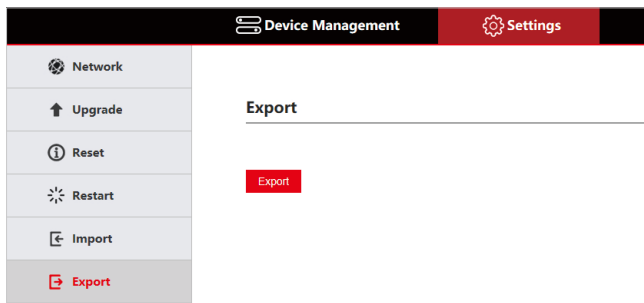 Device Management
Settings
Network
Upgrade
Reset
Restart
Import
Export
Export
Export